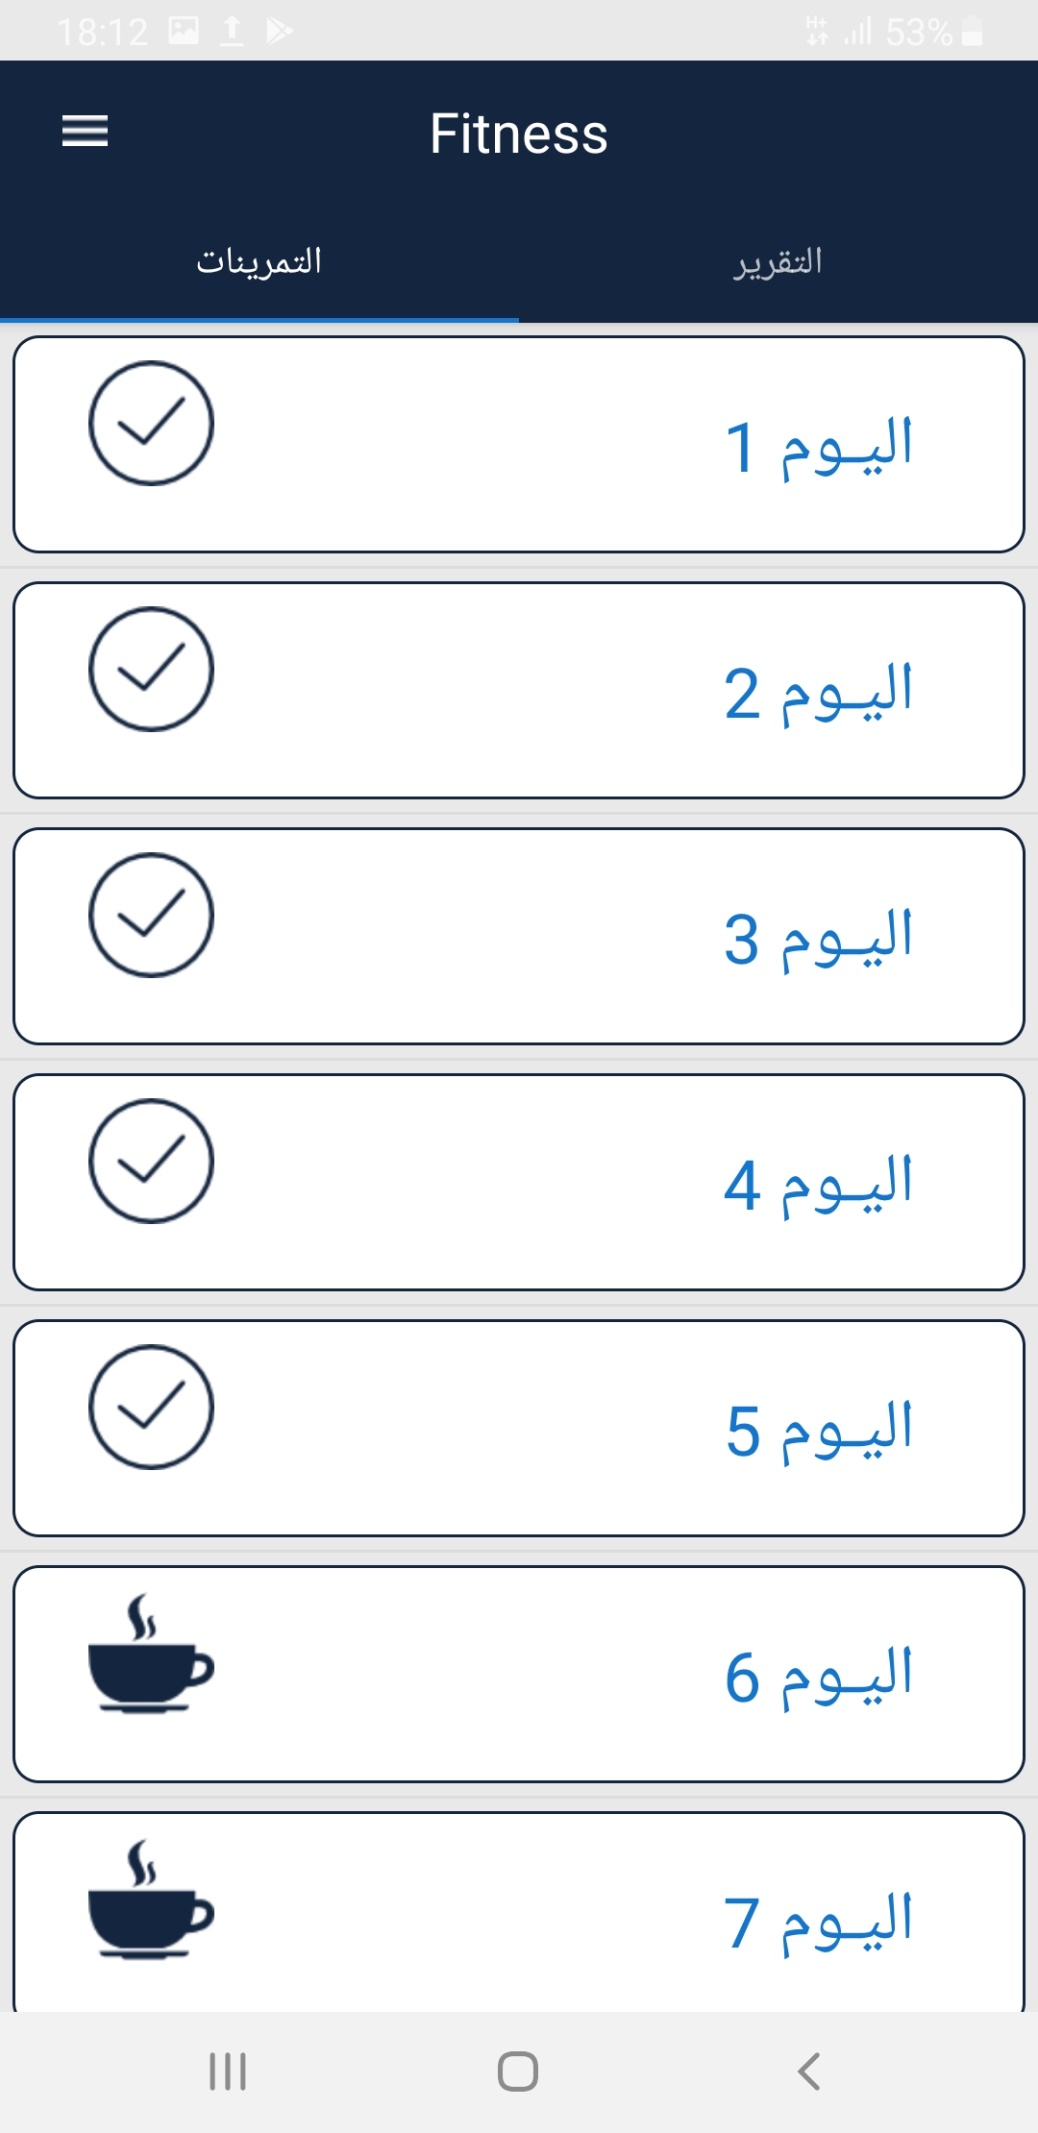 18:12 H+ 53%
Fitness
التمرينات التقرير
اليوم 1
اليوم 2
اليوم 3
اليوم 4
اليوم 5
اليوم 6
اليوم 7